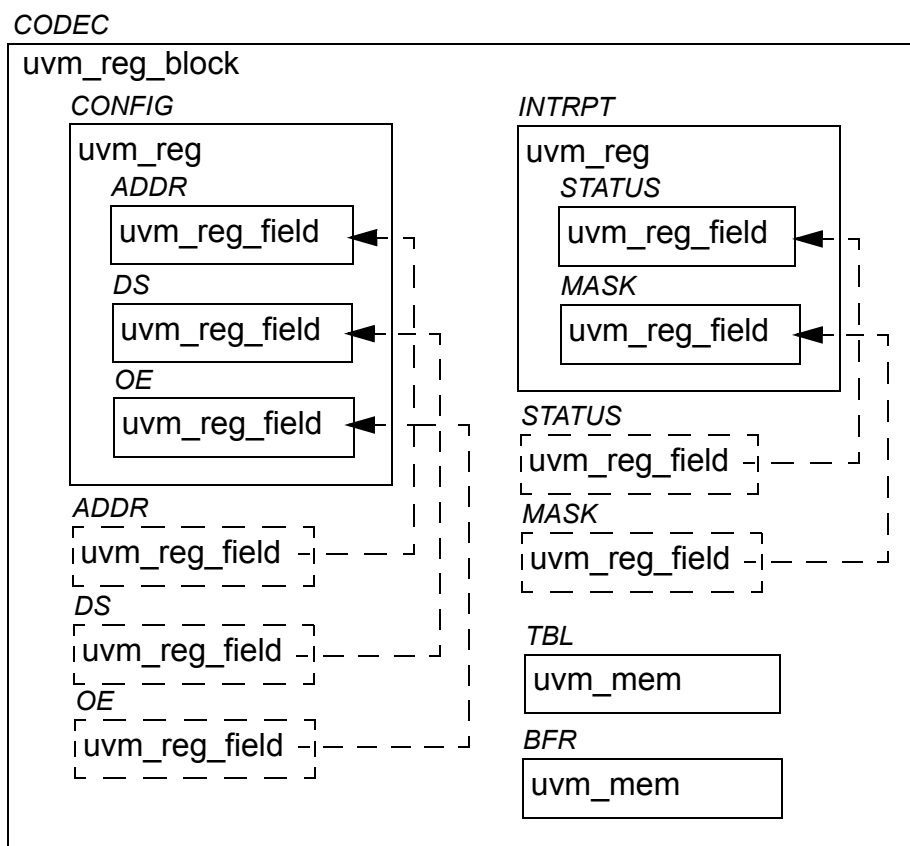 CODEC
uvm_reg_block
CONFIG
uvm_reg
ADDR
uvm_reg_field
DS
uvm_reg_field
OE
uvm_reg_field
ADDR
uvm_reg_field
DS
uvm_reg_field
OE
uvm_reg_field
INTRPT
uvm_reg
STATUS
uvm_reg_field
MASK
uvm_reg_field
STATUS
uvm_reg_field
MASK
uvm_reg_field
TBL
uvm_mem
BFR
uvm_mem